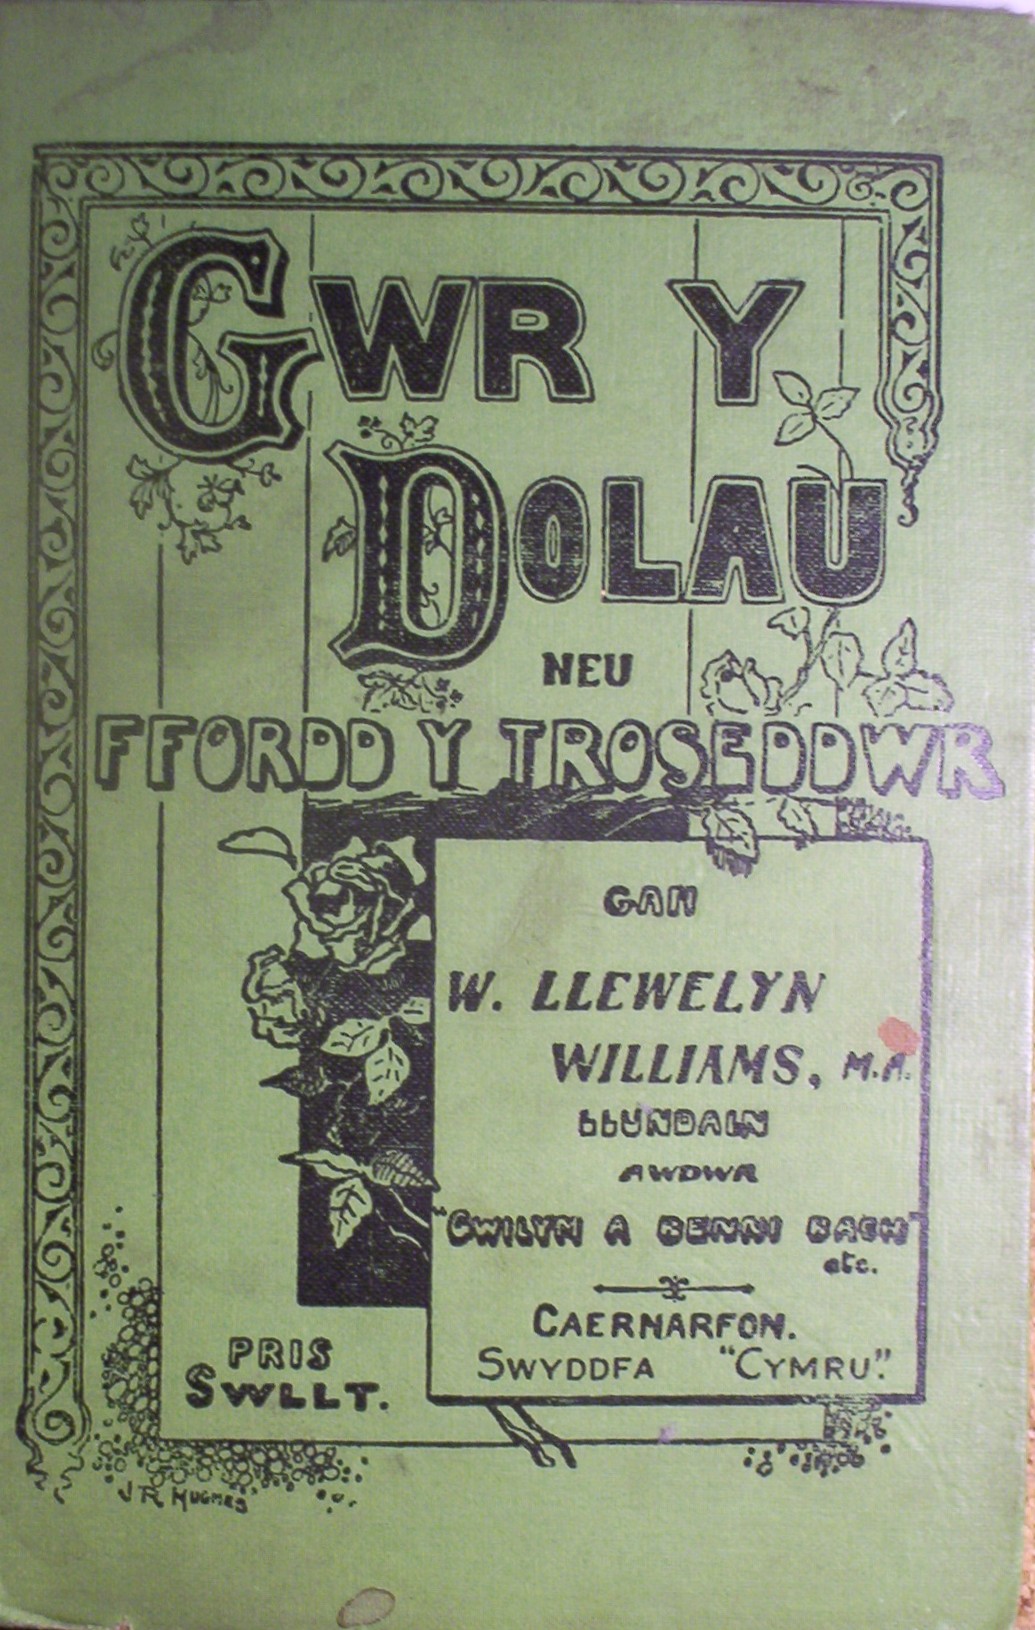 GWR Y
DOLAU
NEU
FFORDD Y TROSEDDWR
GAN
W. LLEWELYN
WILLIAMS, M.A.
LLUNDAIN
AWDWR
"GWILYM A BENNI BACH"
etc.
CAERNARFON.
SWYDDFA "CYMRU."
PRIS
SWLLT.
J R HUGHES